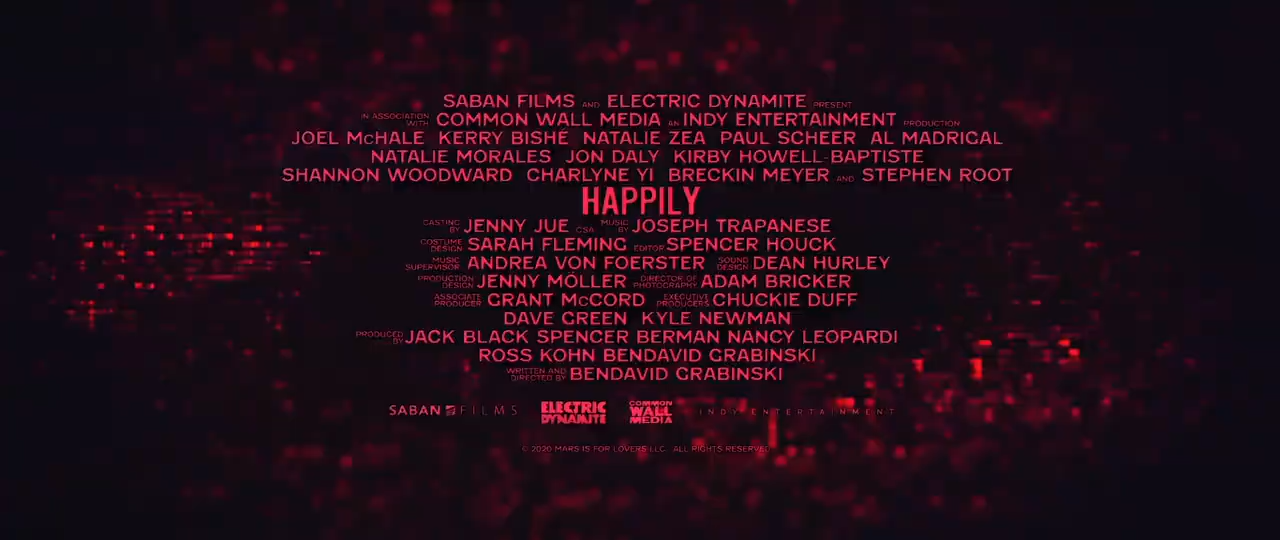 SABAN FILMS AND ELECTRIC DYNAMITE PRESENT
IN ASSOCIATION WITH COMMON WALL MEDIA AN INDY ENTERTAINMENT PRODUCTION
JOEL McHALE KERRY BISHÉ NATALIE ZEA PAUL SCHEER AL MADRIGAL
NATALIE MORALES JON DALY KIRBY HOWELL-BAPTISTE
SHANNON WOODWARD CHARLYNE YI BRECKIN MEYER AND STEPHEN ROOT
HAPPILY
CASTING BY JENNY JUE CSA MUSIC BY JOSEPH TRAPANESE
COSTUME DESIGN SARAH FLEMING EDITOR SPENCER HOUCK
MUSIC SUPERVISOR ANDREA VON FOERSTER SOUND DESIGN DEAN HURLEY
PRODUCTION DESIGN JENNY MÖLLER DIRECTOR OF PHOTOGRAPHY ADAM BRICKER
ASSOCIATE PRODUCER GRANT McCORD EXECUTIVE PRODUCERS CHUCKIE DUFF
DAVE GREEN KYLE NEWMAN
PRODUCED BY JACK BLACK SPENCER BERMAN NANCY LEOPARDI
ROSS KOHN BENDAVID GRABINSKI
WRITTEN AND DIRECTED BY BENDAVID GRABINSKI
SABAN FILMS ELECTRIC DYNAMITE COMMON WALL MEDIA INDY ENTERTAINMENT
© 2020 MARS IS FOR LOVERS LLC. ALL RIGHTS RESERVED